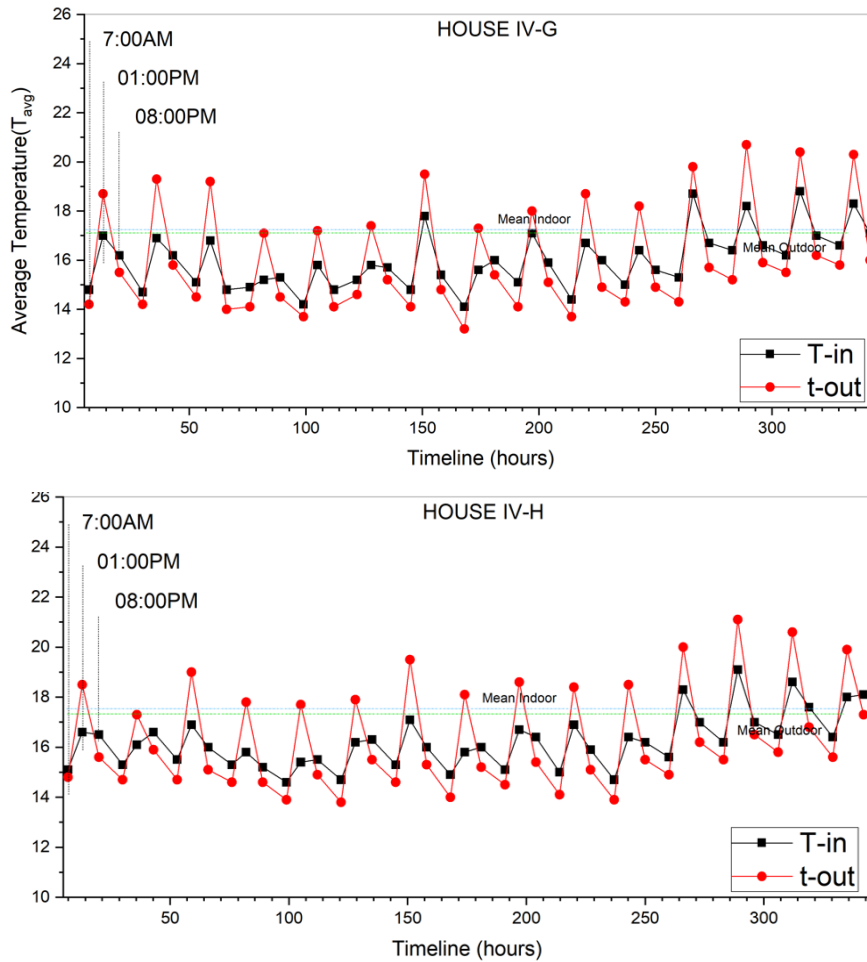 HOUSE IV-G
7:00AM
01:00PM
08:00PM
Mean Indoor
Mean Outdoor
T-in
t-out
Average Temperature(Tavg)
26
24
22
20
18
16
14
12
10
50
100
150
200
250
300
Timeline (hours)
HOUSE IV-H
7:00AM
01:00PM
08:00PM
Mean Indoor
Mean Outdoor
T-in
t-out
Average Temperature(Tavg)
26
24
22
20
18
16
14
12
10
50
100
150
200
250
300
Timeline (hours)